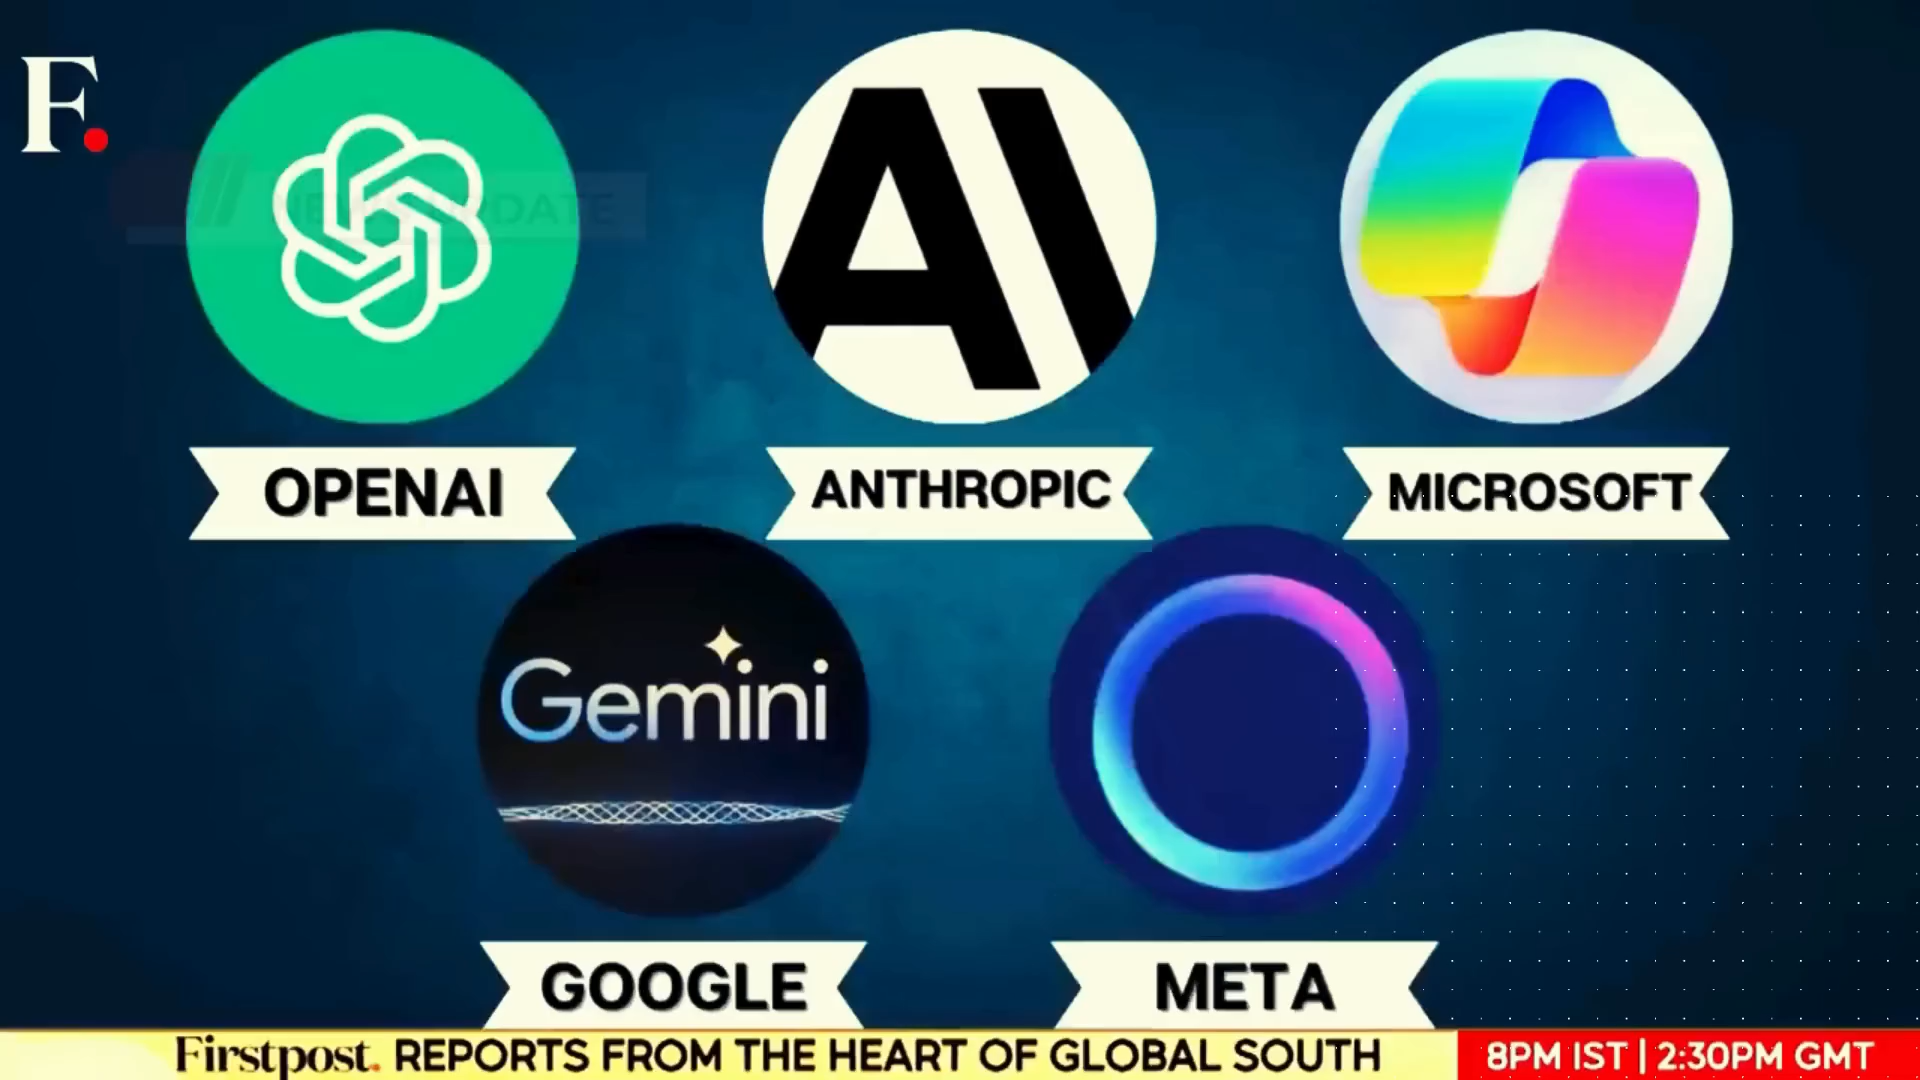 F.
AI
OPENAI
ANTHROPIC
MICROSOFT
Gemini
GOOGLE
META
Firstpost. REPORTS FROM THE HEART OF GLOBAL SOUTH
8PM IST | 2:30PM GMT